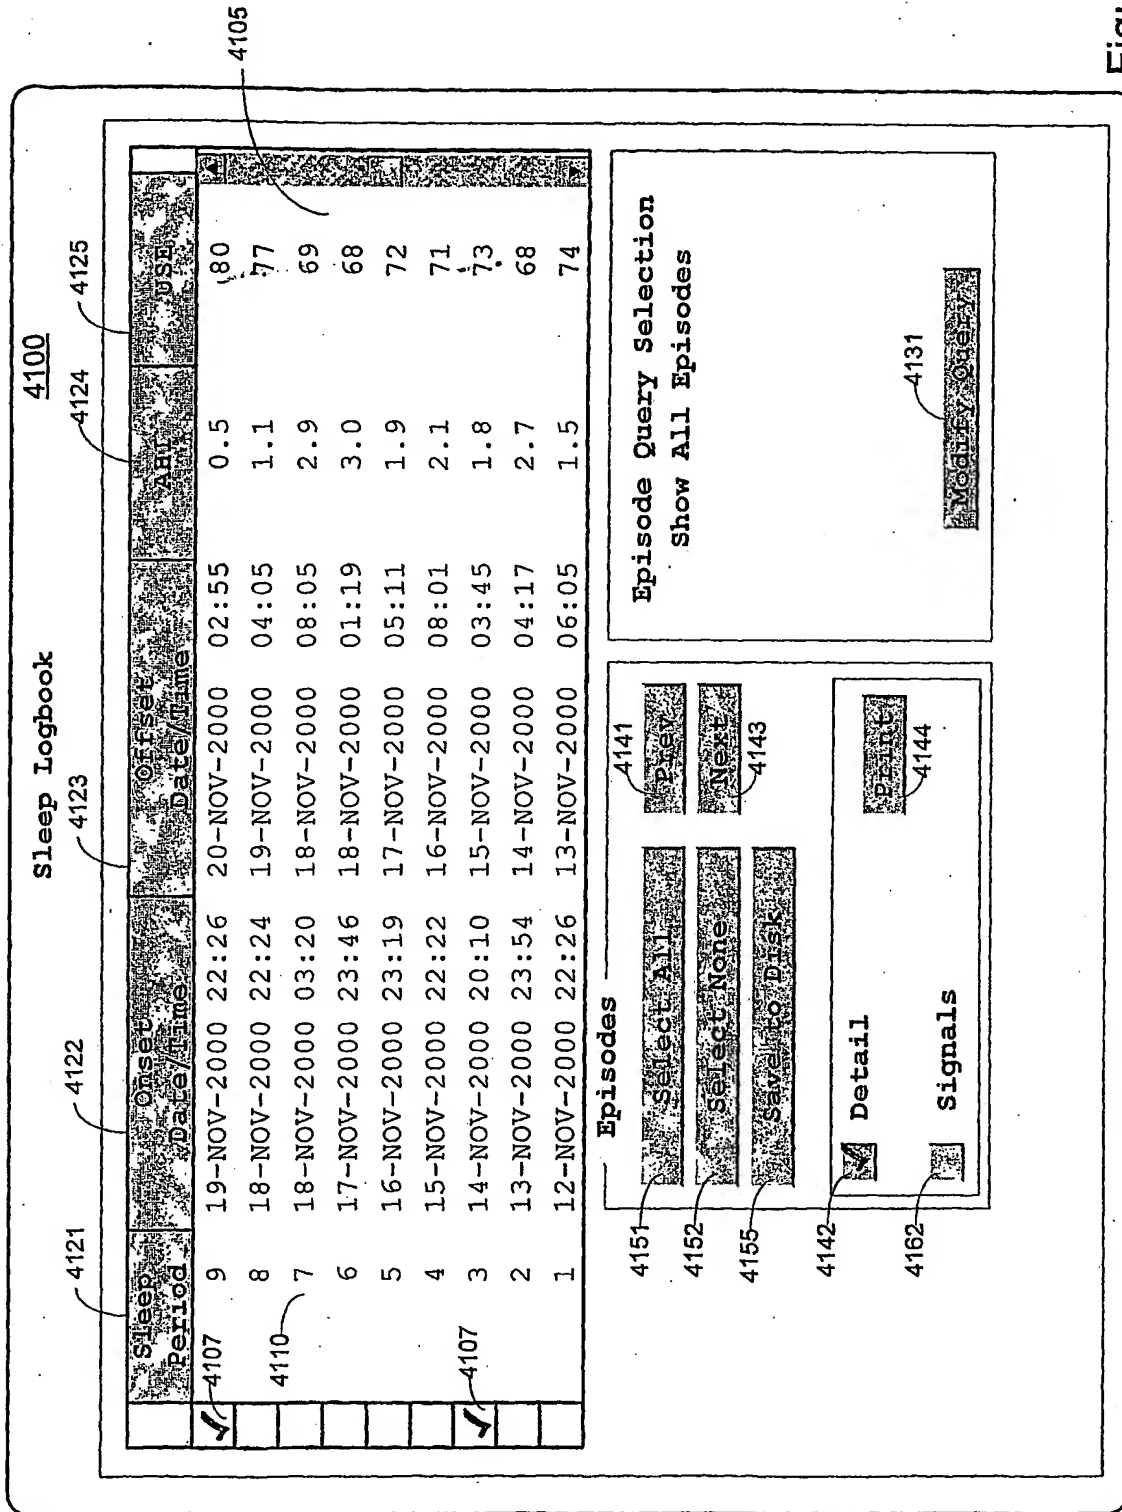 4100
Sleep Logbook
4121
4122
4123
4124
4125
Sleep Period
Onset Date/Time
Offset Date/Time
AHI
USE
9 19-NOV-2000 22:26 20-NOV-2000 02:55 0.5 80
8 18-NOV-2000 22:24 19-NOV-2000 04:05 1.1 77
7 18-NOV-2000 03:20 18-NOV-2000 08:05 2.9 69
6 17-NOV-2000 23:46 18-NOV-2000 01:19 3.0 68
5 16-NOV-2000 23:19 17-NOV-2000 05:11 1.9 72
4 15-NOV-2000 22:22 16-NOV-2000 08:01 2.1 71
3 14-NOV-2000 20:10 15-NOV-2000 03:45 1.8 73
2 13-NOV-2000 23:54 14-NOV-2000 04:17 2.7 68
1 12-NOV-2000 22:26 13-NOV-2000 06:05 1.5 74
4107
4110
4107
4105
Episodes
4151 Select All
4152 Select None
4155 Save to Disk
4141 Prev
Next 4143
4142 Detail
4162 Signals
Print 4144
Episode Query Selection
Show All Episodes
4131
Modify Query